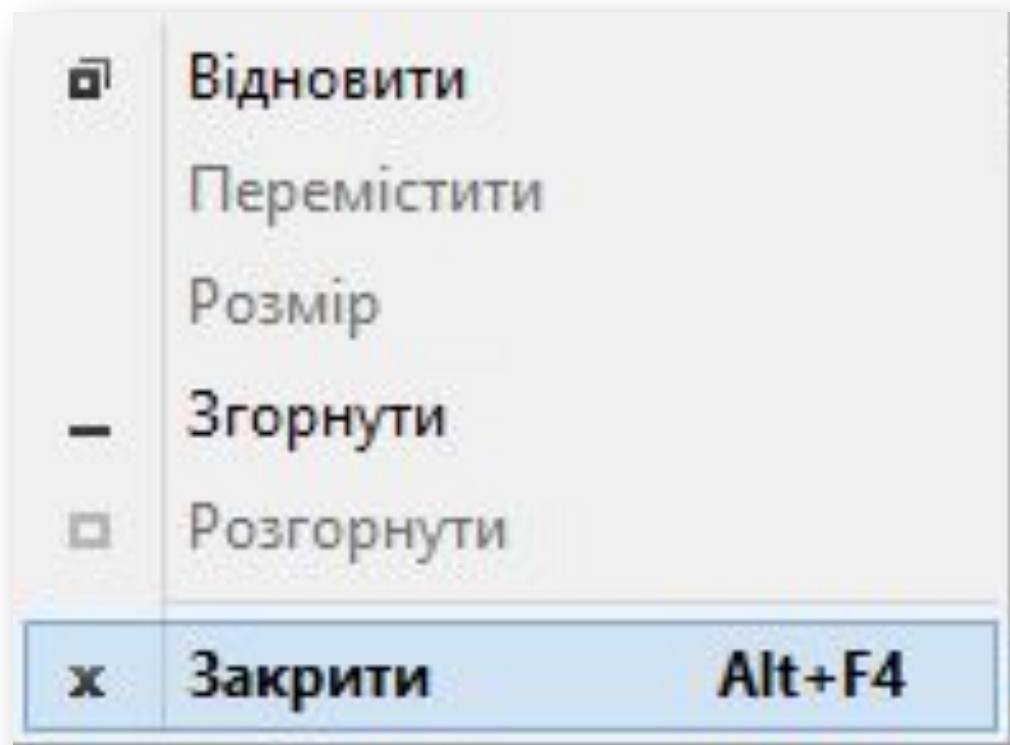 Відновити
Перемістити
Розмір
Згорнути
Розгорнути
Закрити Alt+F4